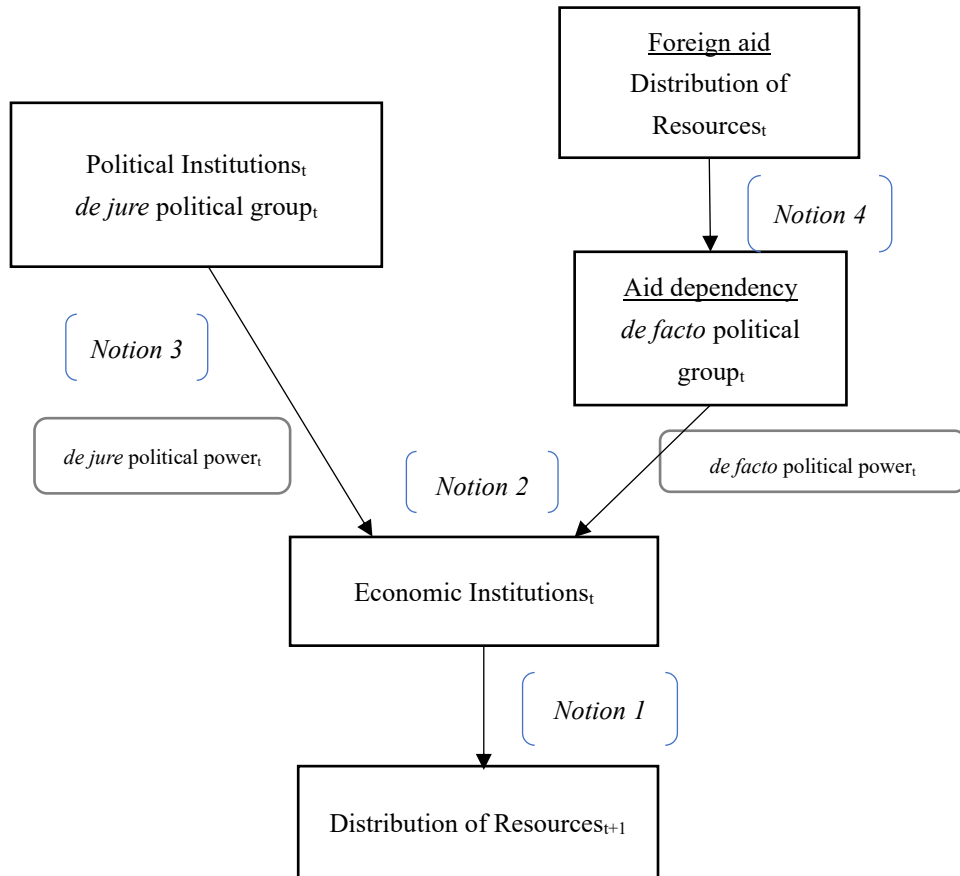 Foreign aid
Distribution of
Resourcesₜ
Political Institutionsₜ
de jure political groupₜ
Notion 4
Aid dependency
de facto political
groupₜ
Notion 3
de jure political powerₜ
Notion 2
de facto political powerₜ
Economic Institutionsₜ
Notion 1
Distribution of Resourcesₜ₊₁